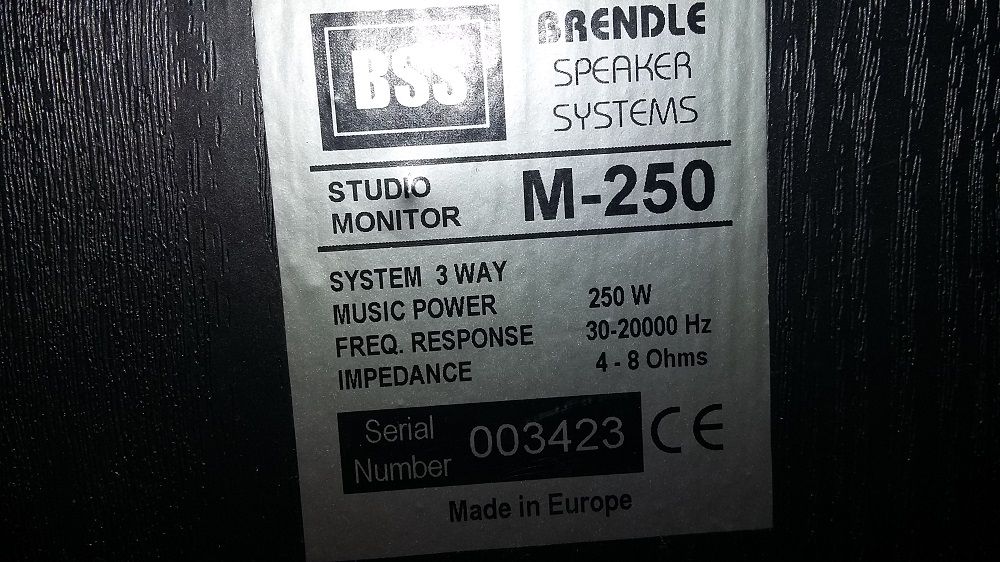 BSS
BRENDLE
SPEAKER
SYSTEMS
STUDIO
MONITOR
M-250
SYSTEM 3 WAY
MUSIC POWER 250 W
FREQ. RESPONSE 30-20000 Hz
IMPEDANCE 4 - 8 Ohms
Serial
Number
003423
CE
Made in Europe